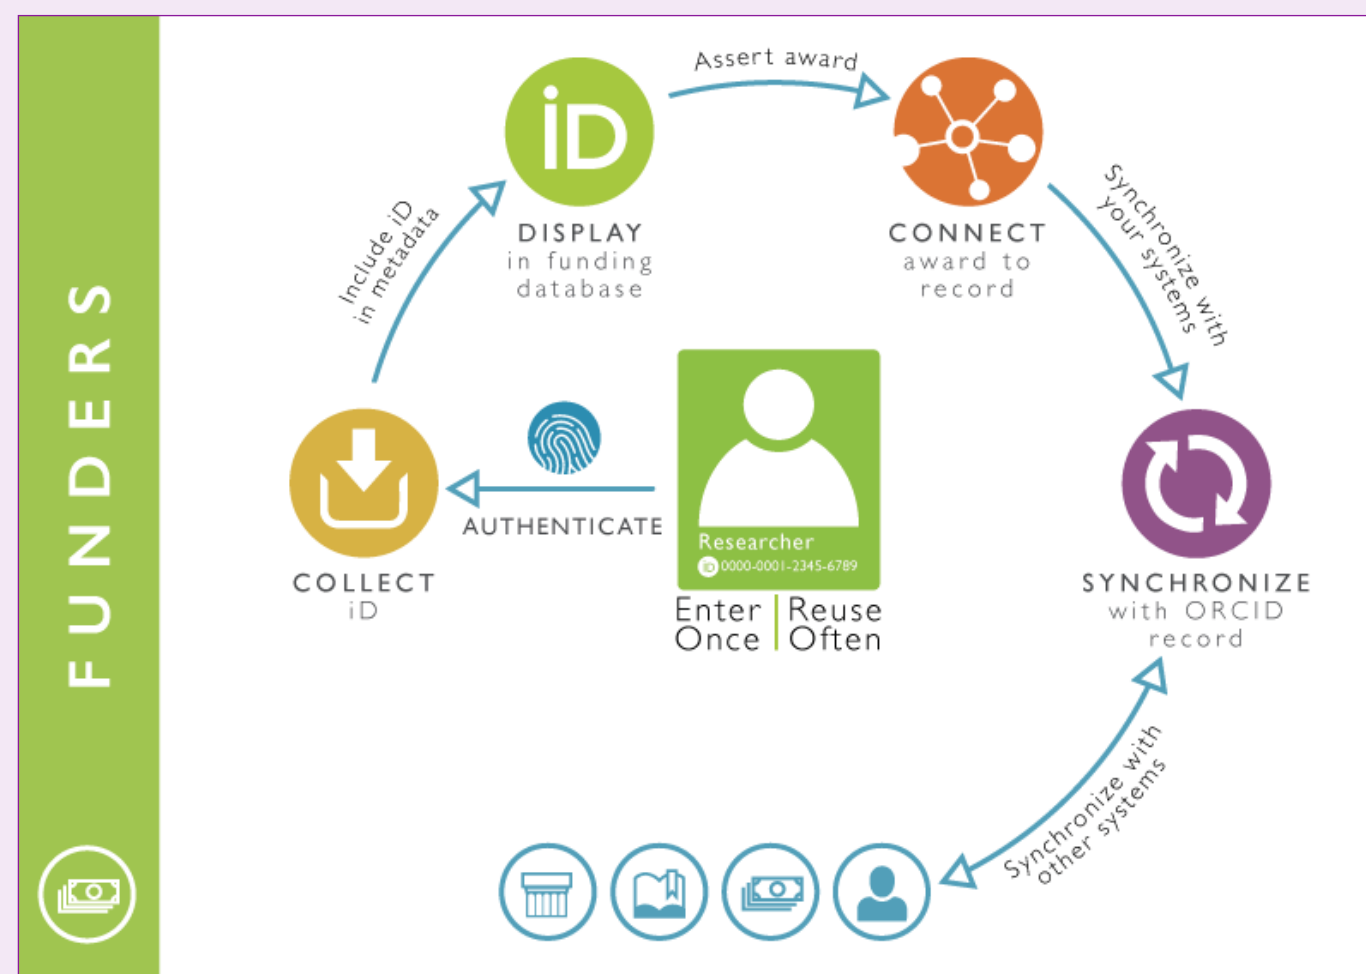 FUNDERS
Assert award
iD
DISPLAY
in funding
database
CONNECT
award to
record
Include iD
in metadata
Synchronize with
your systems
AUTHENTICATE
COLLECT
iD
Researcher
iD 0000-0001-2345-6789
Enter Once | Reuse Often
SYNCHRONIZE
with ORCID
record
Synchronize with
other systems